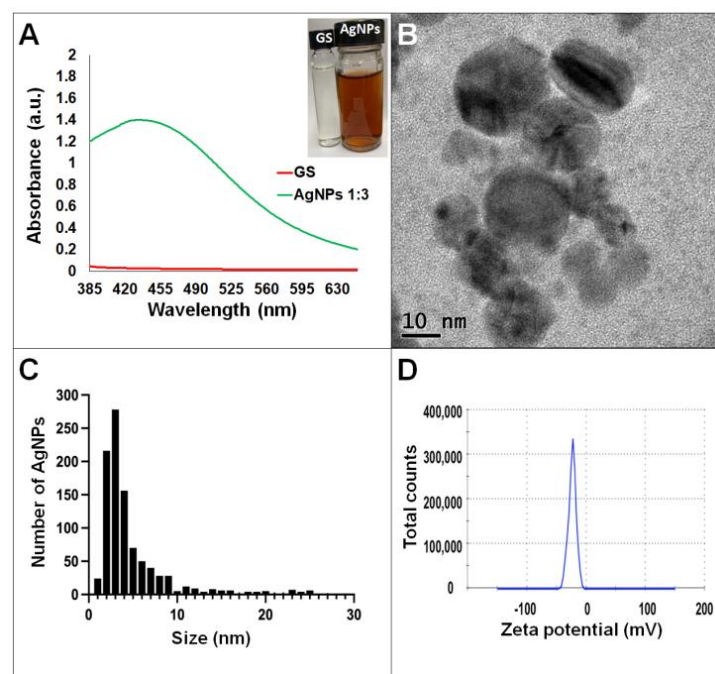 A
GS
AgNPs
Absorbance (a.u.)
2
1.8
1.6
1.4
1.2
1
0.8
0.6
0.4
0.2
0
GS
AgNPs 1:3
385 420 455 490 525 560 595 630
Wavelength (nm)
B
10 nm
C
Number of AgNPs
300
250
200
150
100
50
0
0 10 20 30
Size (nm)
D
Total counts
400,000
300,000
200,000
100,000
0
-100 0 100 200
Zeta potential (mV)